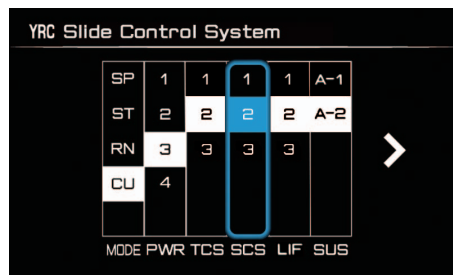 YRC Slide Control System
SP 1 1 1 1 A-1
ST 2 2 2 2 A-2
RN 3 3 3 3
CU 4
MODE PWR TCS SCS LIF SUS